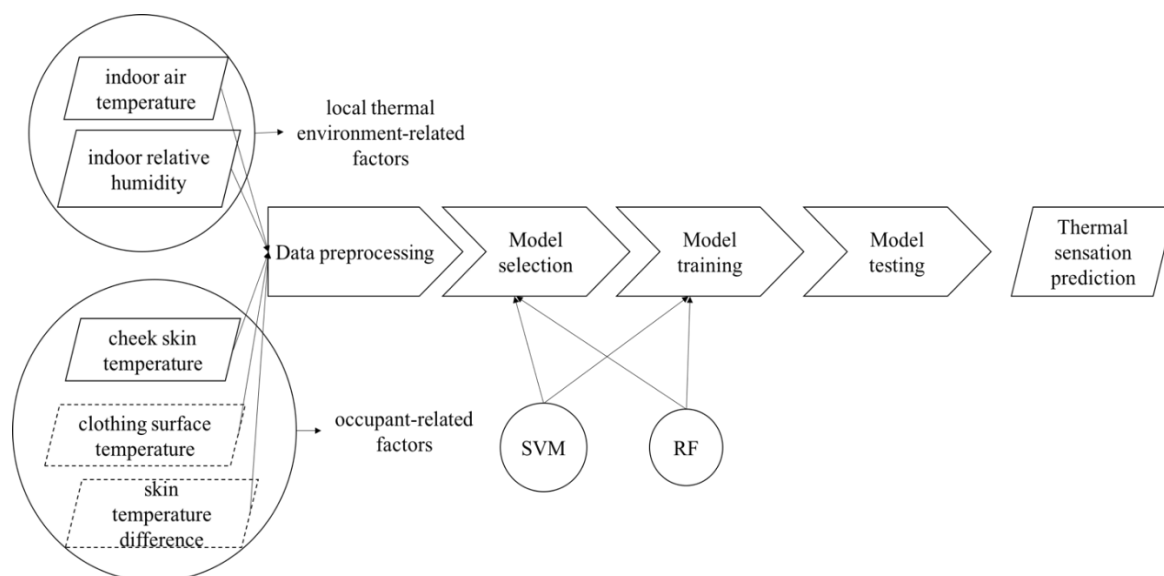 indoor air
temperature
indoor relative
humidity
local thermal
environment-related
factors
Data preprocessing
Model
selection
Model
training
Model
testing
Thermal
sensation
prediction
cheek skin
temperature
clothing surface
temperature
skin
temperature
difference
occupant-related
factors
SVM
RF